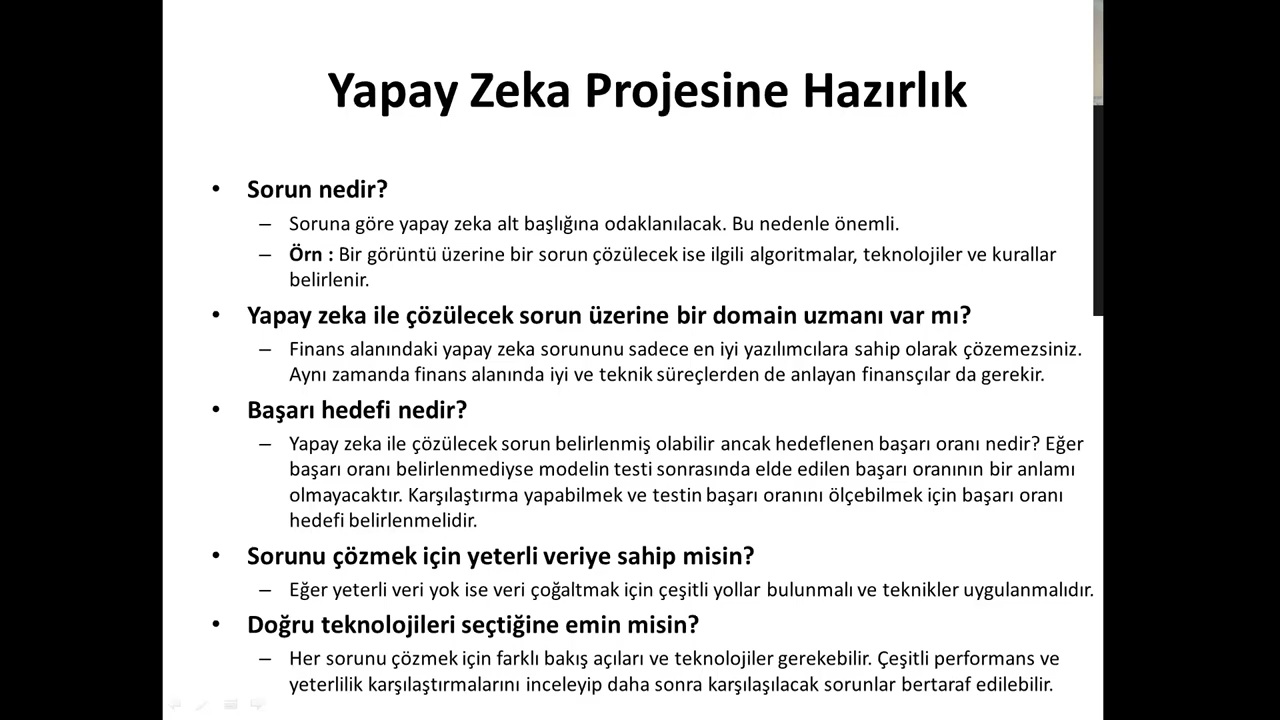 Yapay Zeka Projesine Hazırlık
• Sorun nedir?
– Soruna göre yapay zeka alt başlığına odaklanılacak. Bu nedenle önemli.
– Örn : Bir görüntü üzerine bir sorun çözülecek ise ilgili algoritmalar, teknolojiler ve kurallar
belirlenir.
• Yapay zeka ile çözülecek sorun üzerine bir domain uzmanı var mı?
– Finans alanındaki yapay zeka sorununu sadece en iyi yazılımcılara sahip olarak çözemezsiniz.
Aynı zamanda finans alanında iyi ve teknik süreçlerden de anlayan finansçılar da gerekir.
• Başarı hedefi nedir?
– Yapay zeka ile çözülecek sorun belirlenmiş olabilir ancak hedeflenen başarı oranı nedir? Eğer
başarı oranı belirlenmediyse modelin testi sonrasında elde edilen başarı oranının bir anlamı
olmayacaktır. Karşılaştırma yapabilmek ve testin başarı oranını ölçebilmek için başarı oranı
hedefi belirlenmelidir.
• Sorunu çözmek için yeterli veriye sahip misin?
– Eğer yeterli veri yok ise veri çoğaltmak için çeşitli yollar bulunmalı ve teknikler uygulanmalıdır.
• Doğru teknolojileri seçtiğine emin misin?
– Her sorunu çözmek için farklı bakış açıları ve teknolojiler gerekebilir. Çeşitli performans ve
yeterlilik karşılaştırmalarını inceleyip daha sonra karşılaşılacak sorunlar bertaraf edilebilir.